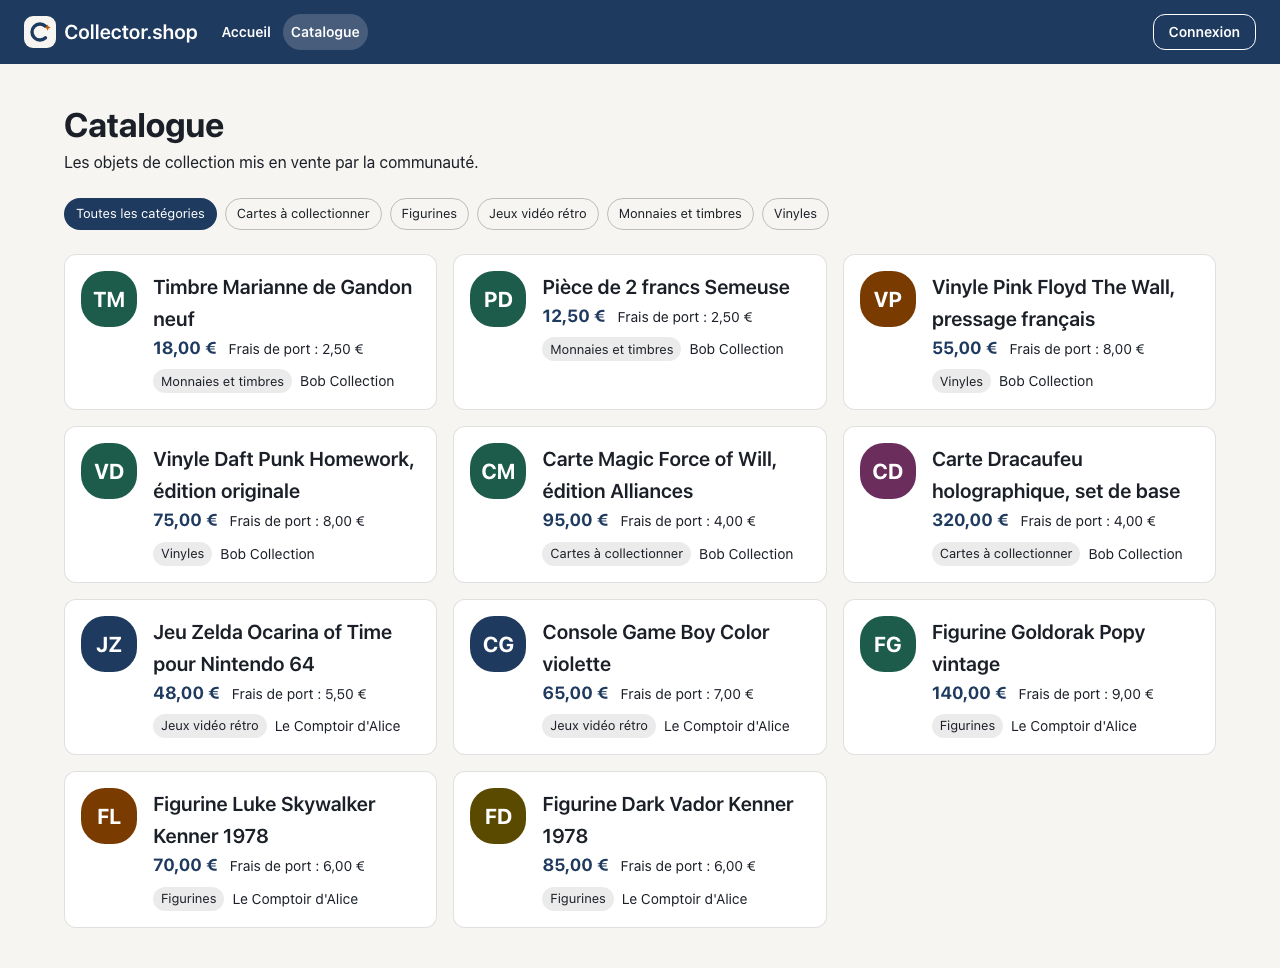 C Collector.shop Accueil Catalogue Connexion
Catalogue
Les objets de collection mis en vente par la communauté.
Toutes les catégories Cartes à collectionner Figurines Jeux vidéo rétro Monnaies et timbres Vinyles
TM
Timbre Marianne de Gandon
neuf
18,00 € Frais de port : 2,50 €
Monnaies et timbres Bob Collection
PD
Pièce de 2 francs Semeuse
12,50 € Frais de port : 2,50 €
Monnaies et timbres Bob Collection
VP
Vinyle Pink Floyd The Wall,
pressage français
55,00 € Frais de port : 8,00 €
Vinyles Bob Collection
VD
Vinyle Daft Punk Homework,
édition originale
75,00 € Frais de port : 8,00 €
Vinyles Bob Collection
CM
Carte Magic Force of Will,
édition Alliances
95,00 € Frais de port : 4,00 €
Cartes à collectionner Bob Collection
CD
Carte Dracaufeu
holographique, set de base
320,00 € Frais de port : 4,00 €
Cartes à collectionner Bob Collection
JZ
Jeu Zelda Ocarina of Time
pour Nintendo 64
48,00 € Frais de port : 5,50 €
Jeux vidéo rétro Le Comptoir d'Alice
CG
Console Game Boy Color
violette
65,00 € Frais de port : 7,00 €
Jeux vidéo rétro Le Comptoir d'Alice
FG
Figurine Goldorak Popy
vintage
140,00 € Frais de port : 9,00 €
Figurines Le Comptoir d'Alice
FL
Figurine Luke Skywalker
Kenner 1978
70,00 € Frais de port : 6,00 €
Figurines Le Comptoir d'Alice
FD
Figurine Dark Vador Kenner
1978
85,00 € Frais de port : 6,00 €
Figurines Le Comptoir d'Alice